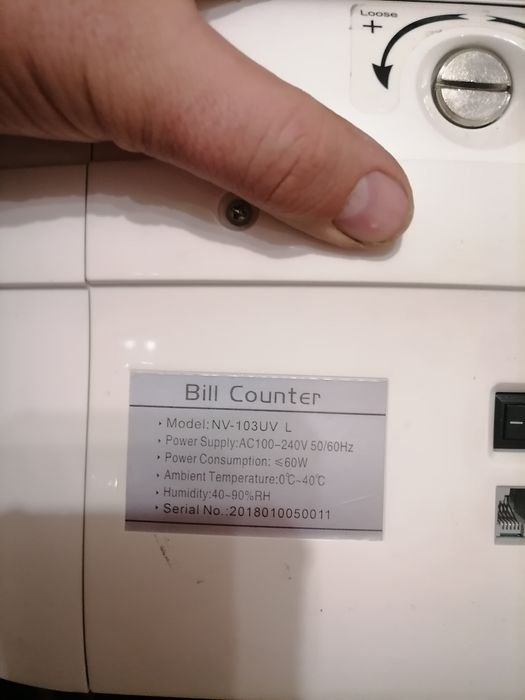 Loose
+
Bill Counter
‣ Model:NV-103UV L
‣ Power Supply:AC100-240V 50/60Hz
‣ Power Consumption: ≤60W
‣ Ambient Temperature:0℃~40℃
‣ Humidity:40~90%RH
‣ Serial No.:2018010050011